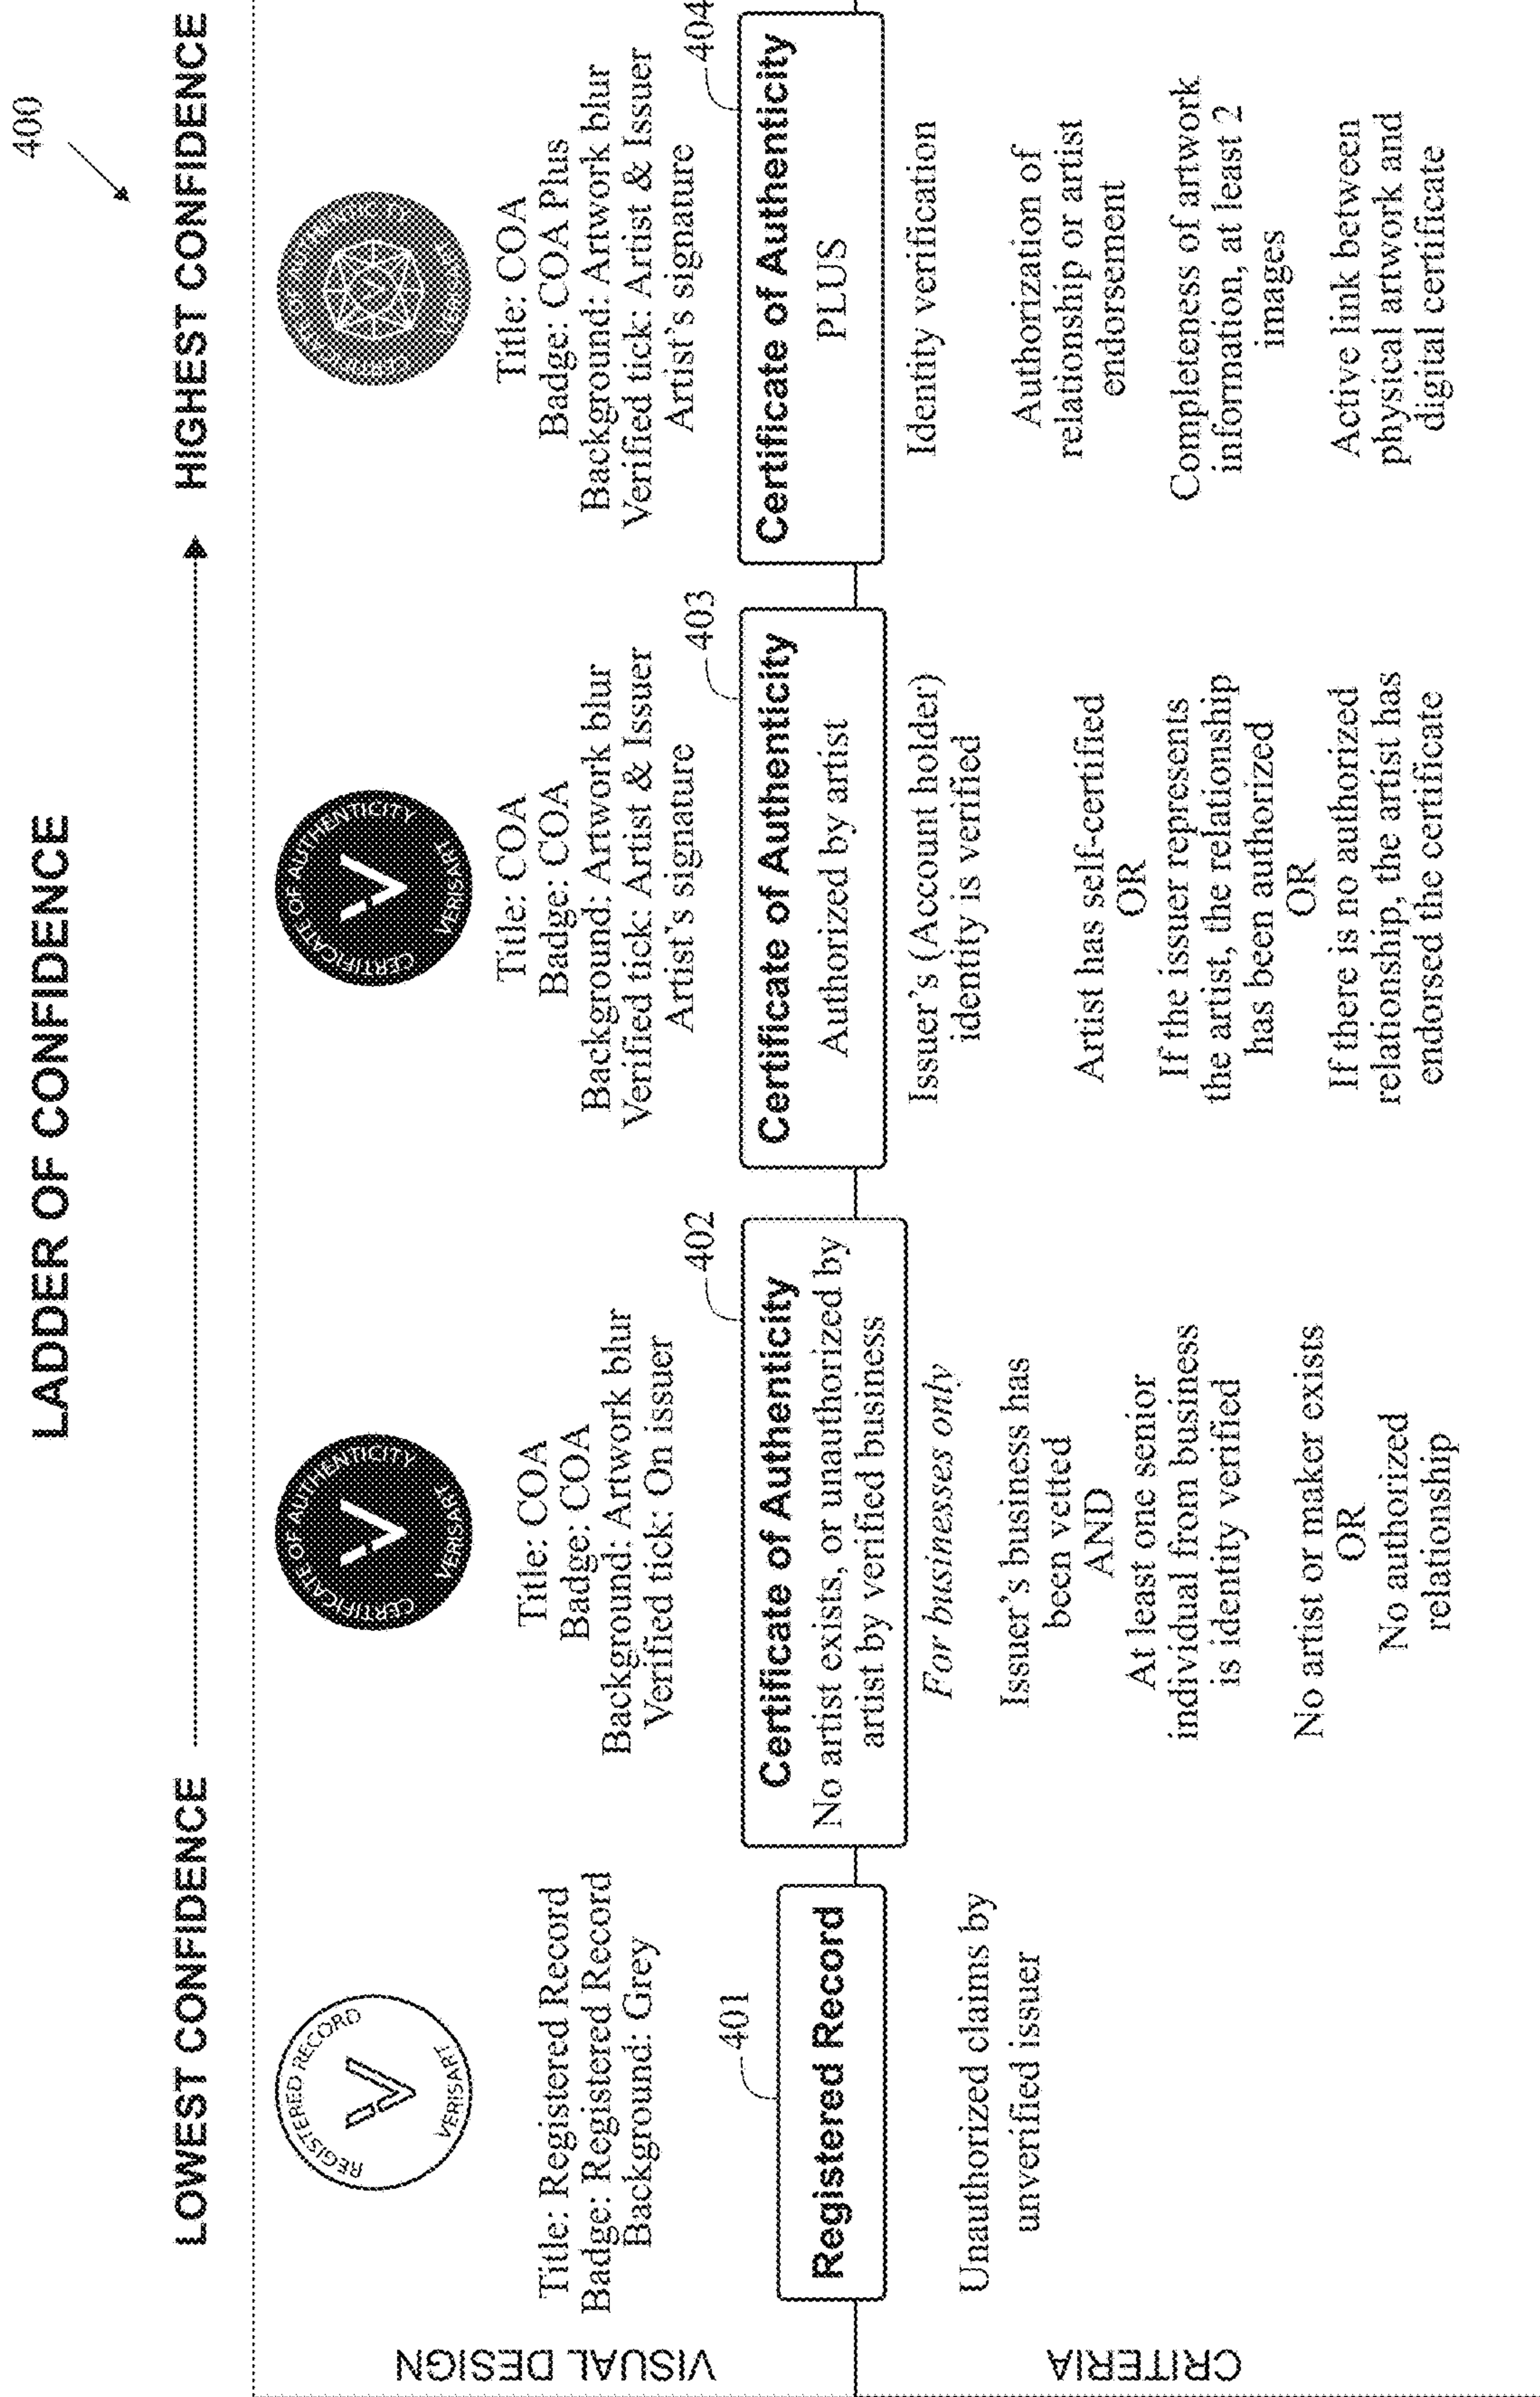 LADDER OF CONFIDENCE
400
LOWEST CONFIDENCE
HIGHEST CONFIDENCE
VISUAL DESIGN
REGISTERED RECORD
VERISART
Title: Registered Record
Badge: Registered Record
Background: Grey
401
Registered Record
CERTIFICATE OF AUTHENTICITY
VERISART
Title: COA
Badge: COA
Background: Artwork blur
Verified tick: On issuer
402
Certificate of Authenticity
No artist exists, or unauthorized by
artist by verified business
CERTIFICATE OF AUTHENTICITY
VERISART
Title: COA
Badge: COA
Background: Artwork blur
Verified tick: Artist & Issuer
Artist's signature
403
Certificate of Authenticity
Authorized by artist
CERTIFICATE OF AUTHENTICITY
VERISART
Title: COA
Badge: COA Plus
Background: Artwork blur
Verified tick: Artist & Issuer
Artist's signature
404
Certificate of Authenticity
PLUS
CRITERIA
Unauthorized claims by
unverified issuer
For businesses only
Issuer's business has
been vetted
AND
At least one senior
individual from business
is identity verified
No artist or maker exists
OR
No authorized
relationship
Issuer's (Account holder)
identity is verified
Artist has self-certified
OR
If the issuer represents
the artist, the relationship
has been authorized
OR
If there is no authorized
relationship, the artist has
endorsed the certificate
Identity verification
Authorization of
relationship or artist
endorsement
Completeness of artwork
information, at least 2
images
Active link between
physical artwork and
digital certificate